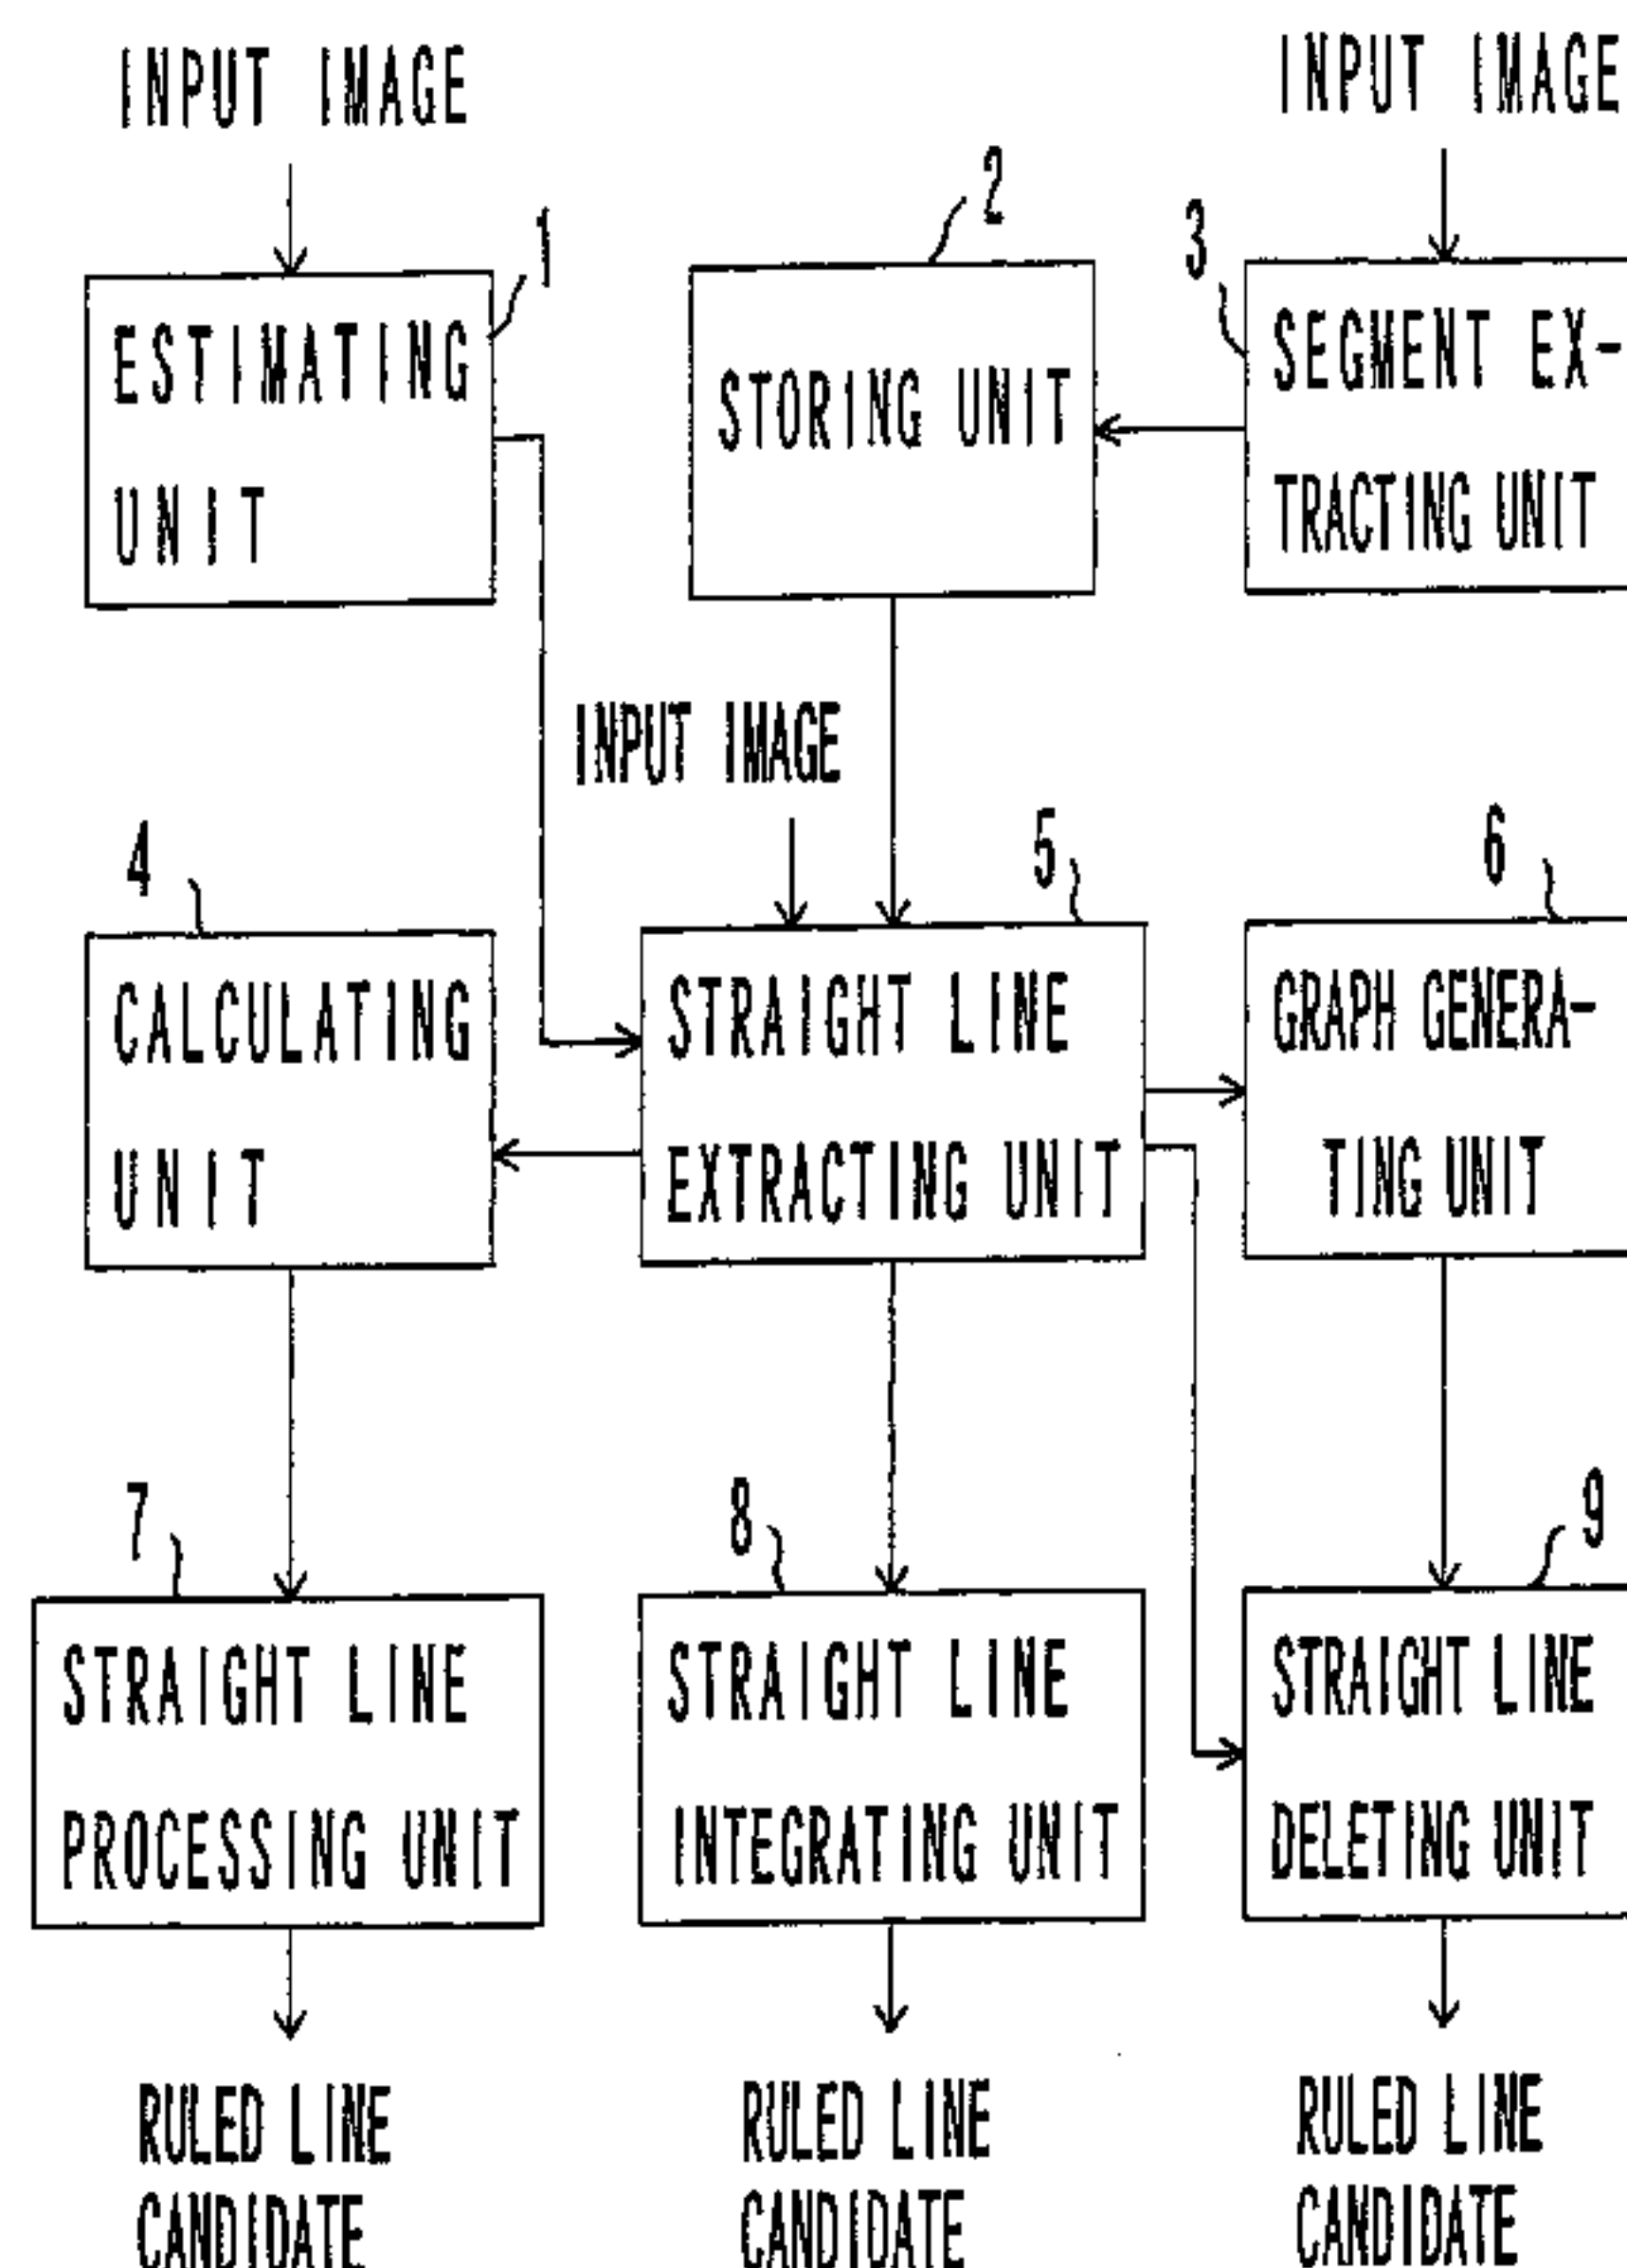 INPUT IMAGE
INPUT IMAGE
1
2
3
ESTIMATING
UNIT
STORING UNIT
SEGMENT EX-
TRACTING UNIT
INPUT IMAGE
4
5
6
CALCULATING
UNIT
STRAIGHT LINE
EXTRACTING UNIT
GRAPH GENERA-
TING UNIT
7
8
9
STRAIGHT LINE
PROCESSING UNIT
STRAIGHT LINE
INTEGRATING UNIT
STRAIGHT LINE
DELETING UNIT
RULED LINE
CANDIDATE
RULED LINE
CANDIDATE
RULED LINE
CANDIDATE